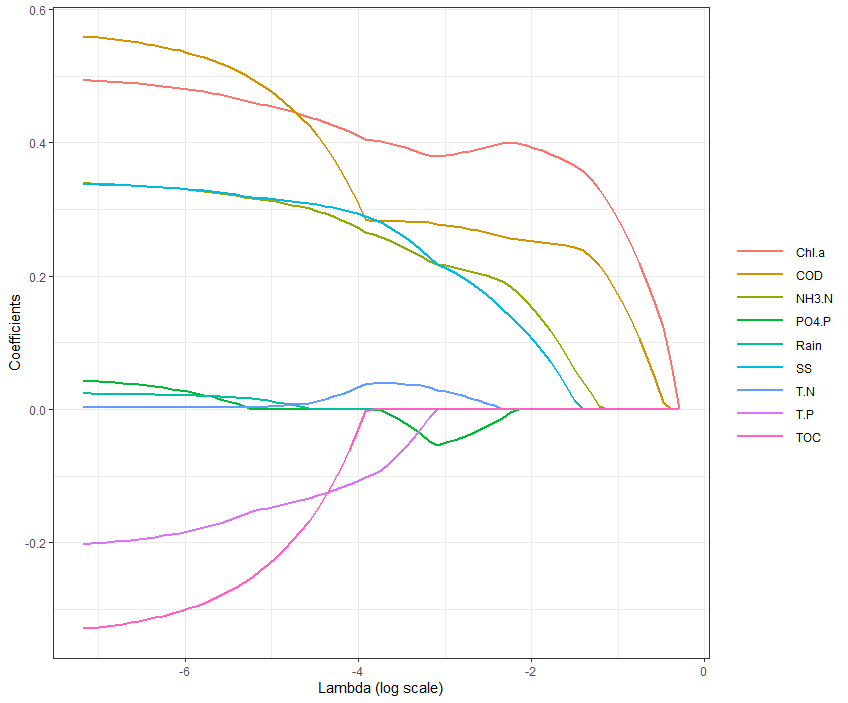 0.6
0.4
0.2
0.0
-0.2
Coefficients
-6
-4
-2
0
Lambda (log scale)
Chl.a
COD
NH3.N
PO4.P
Rain
SS
T.N
T.P
TOC